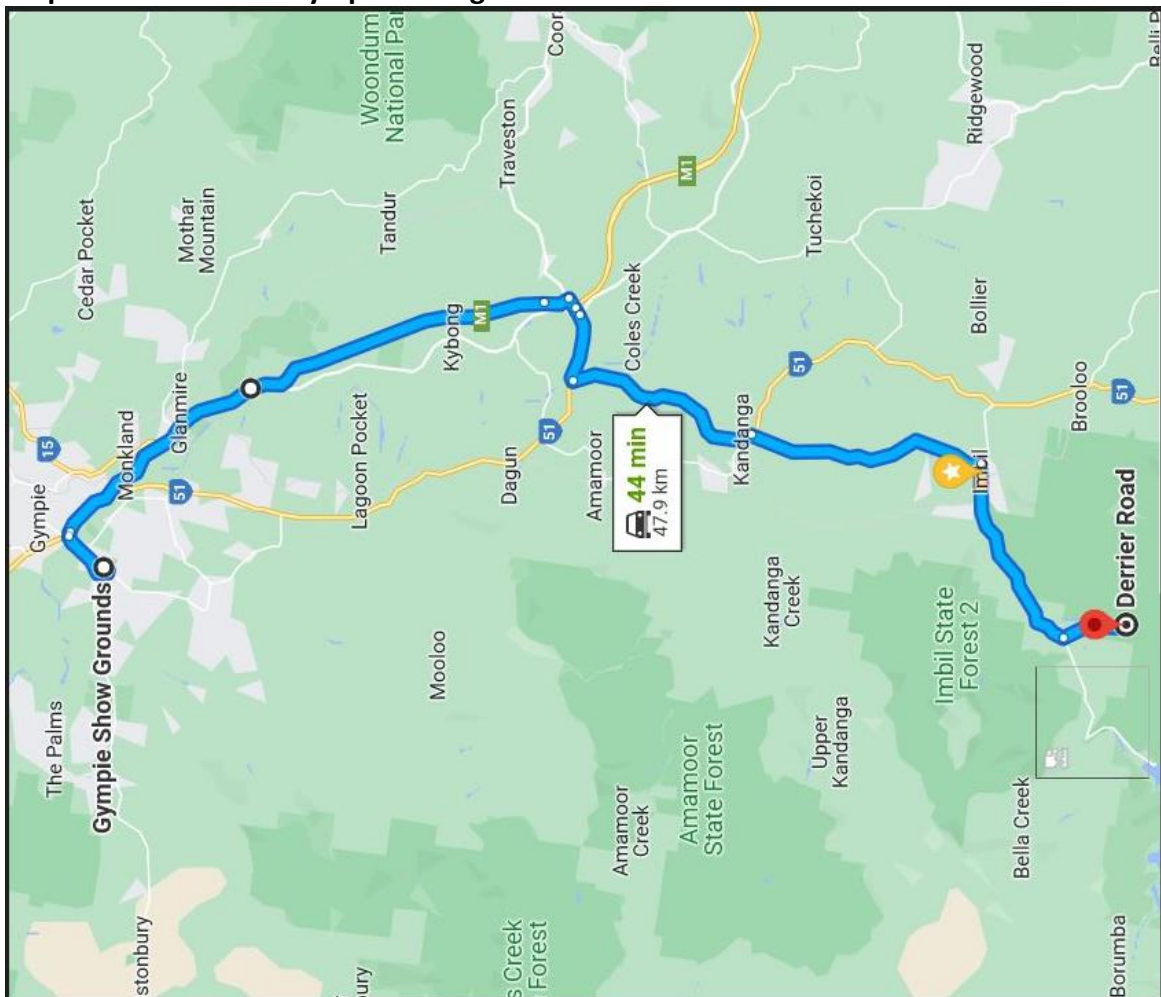 Gympie
The Palms
15
Cedar Pocket
Gympie Show Grounds
Monkland
stonbury
Glanmire
51
Mothar
Mountain
Woondum
National Par
Lagoon Pocket
Tandur
Mooloo
Kybong
M1
Traveston
Dagun
s Creek
Forest
51
Coor
Amamoor
Amamoor
Creek
Coles Creek
44 min
47.9 km
M1
Amamoor
State Forest
Kandanga
Kandanga
Creek
51
Tuchekoi
Upper
Kandanga
Imbil State
Forest 2
Ridgewood
Bollier
Imbil
Bella Creek
Brooloo
51
Derrier Road
Borumba